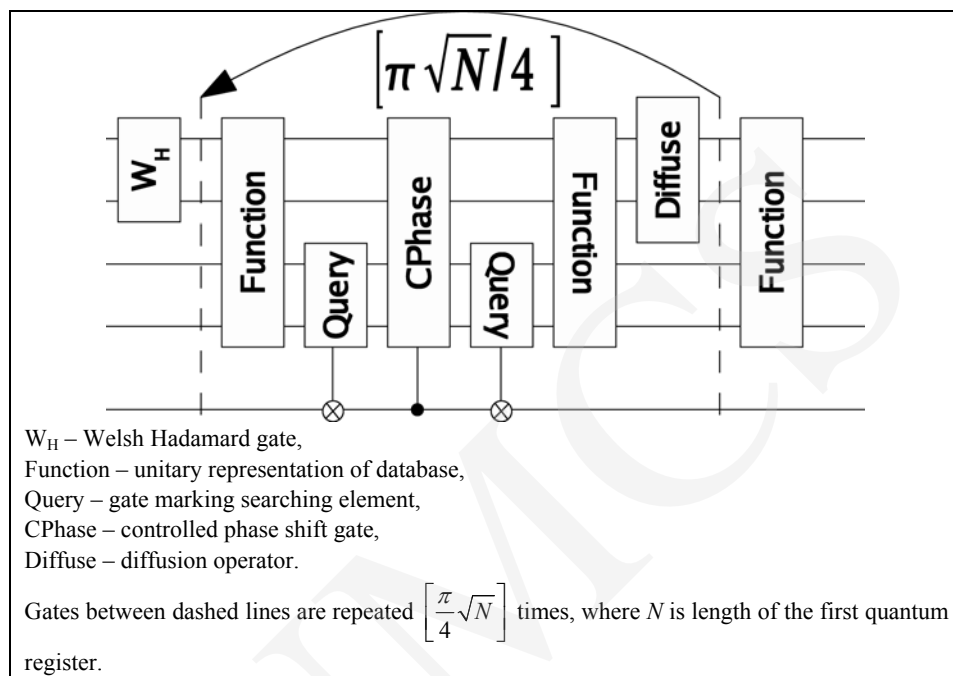 [π √N/4 ]
W_H
Function
Query
CPhase
Query
Function
Diffuse
Function
W_H – Welsh Hadamard gate,
Function – unitary representation of database,
Query – gate marking searching element,
CPhase – controlled phase shift gate,
Diffuse – diffusion operator.
Gates between dashed lines are repeated [π/4 √N] times, where N is length of the first quantum
register.